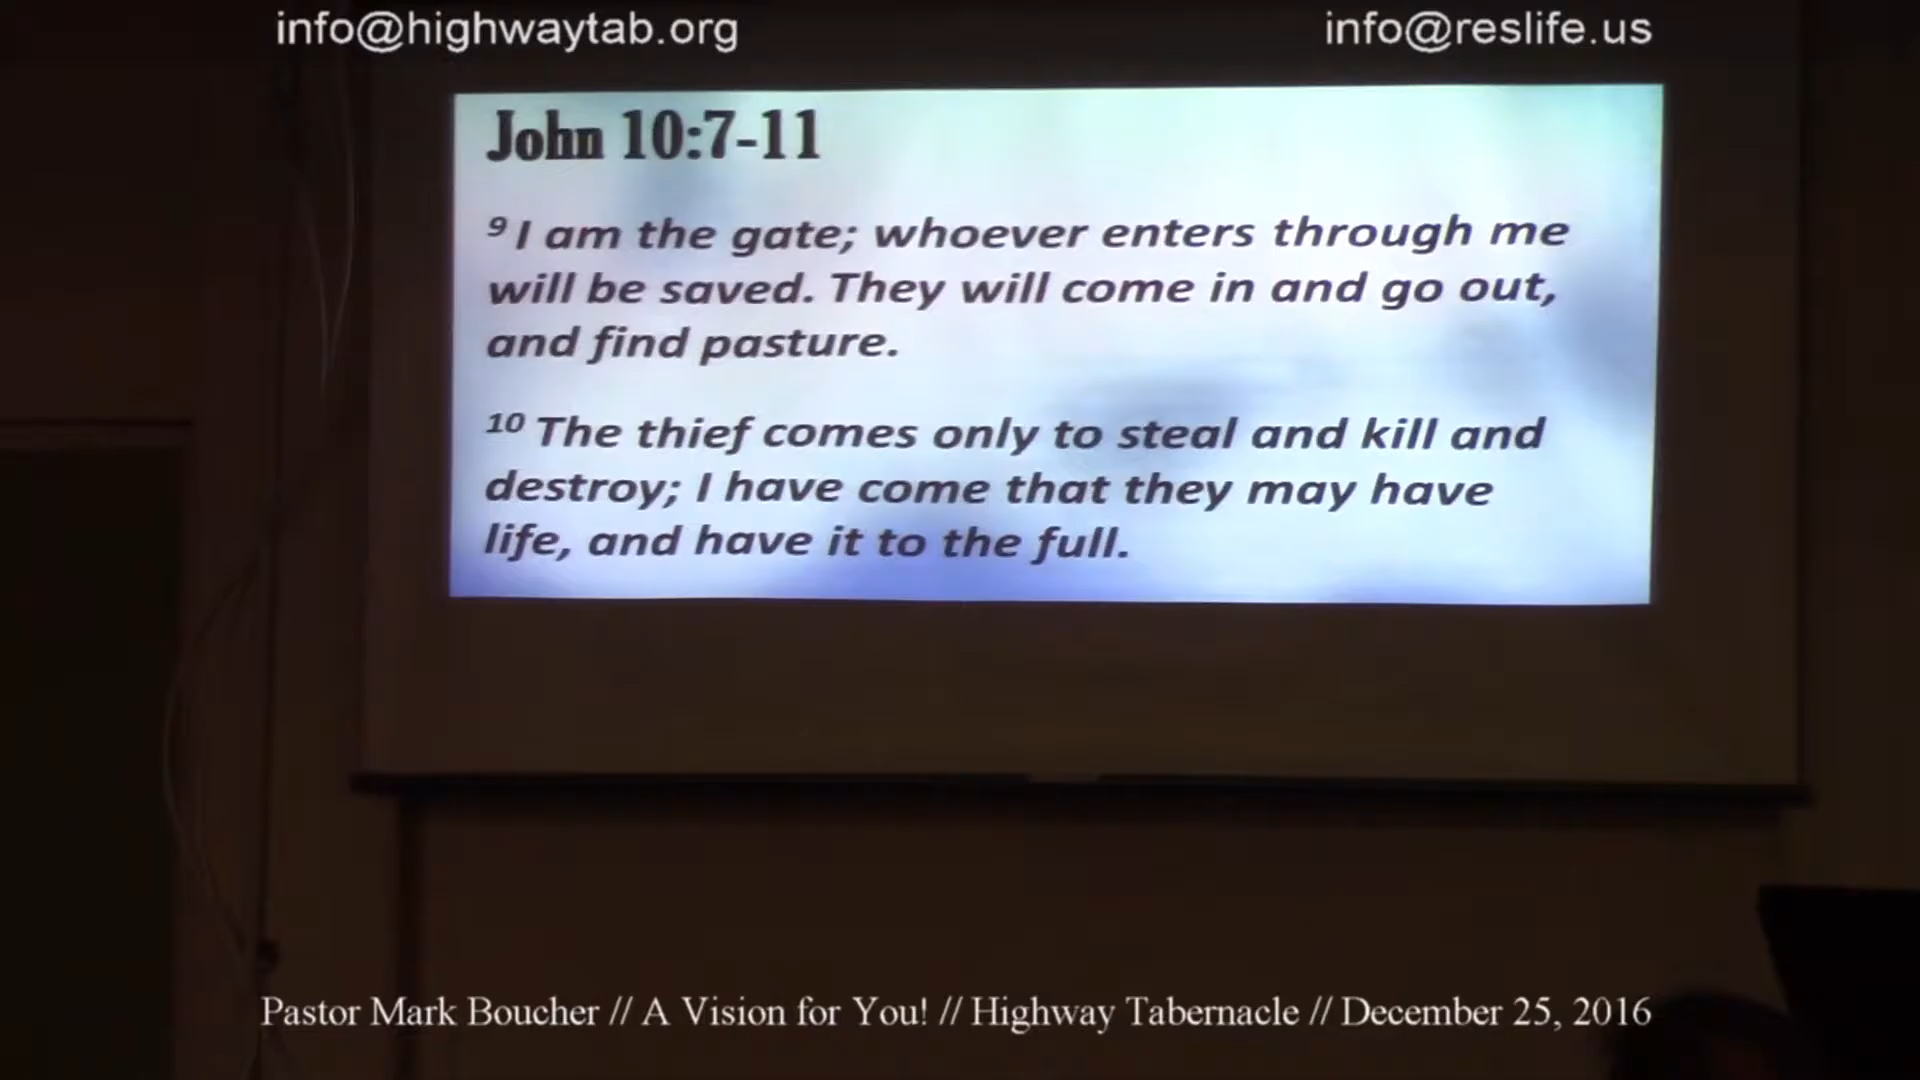 info@highwaytab.org
info@reslife.us
John 10:7-11
9 I am the gate; whoever enters through me
will be saved. They will come in and go out,
and find pasture.
10 The thief comes only to steal and kill and
destroy; I have come that they may have
life, and have it to the full.
Pastor Mark Boucher // A Vision for You! // Highway Tabernacle // December 25, 2016